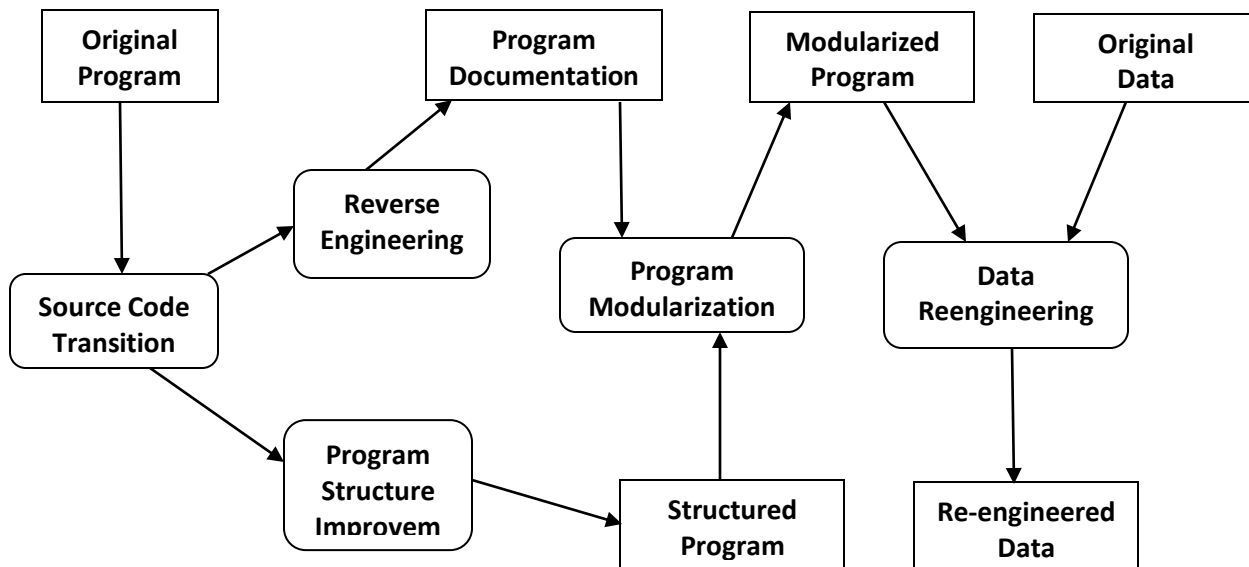 Original
Program
Program
Documentation
Modularized
Program
Original
Data
Reverse
Engineering
Program
Modularization
Data
Reengineering
Source Code
Transition
Program
Structure
Improvem
Structured
Program
Re-engineered
Data